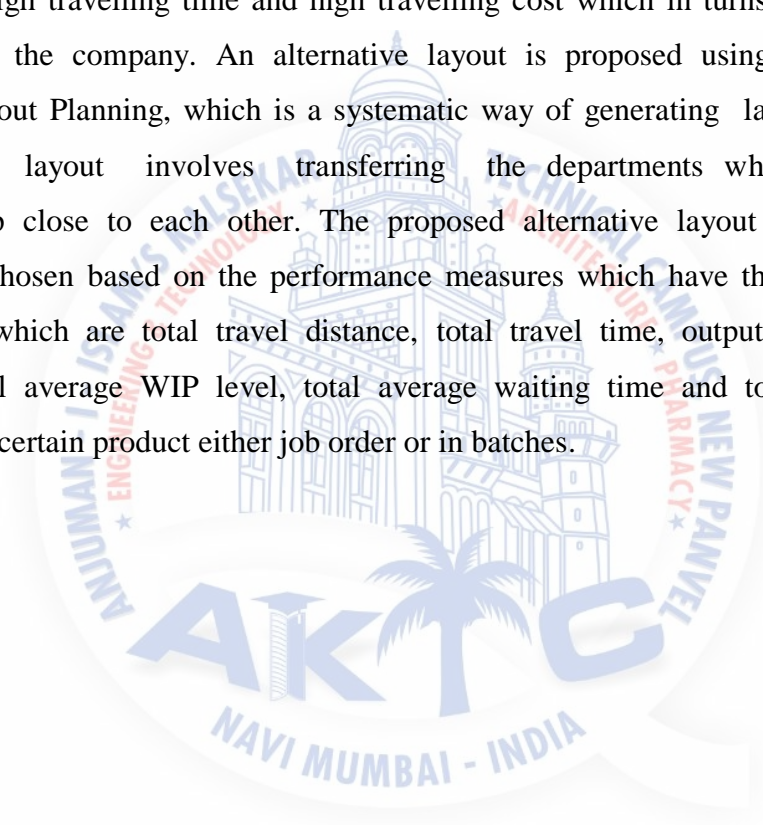 gh travelling time and high travelling cost which in turns
the company. An alternative layout is proposed using
out Planning, which is a systematic way of generating la
layout involves transferring the departments wh
close to each other. The proposed alternative layout
hosen based on the performance measures which have th
which are total travel distance, total travel time, output
l average WIP level, total average waiting time and to
certain product either job order or in batches.
ANJUMAN - I ISLAM'S KALSEKAR TECHNICAL CAMPUS NEW PANVEL
ENGINEERING & TECHNOLOGY ARCHITECTURE PHARMACY
AKTC
NAVI MUMBAI - INDIA